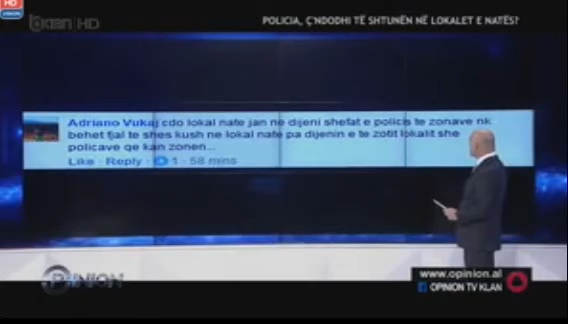 HD
VISION
klan HD
POLICIA, Ç'NDODHI TË SHTUNËN NË LOKALET E NATËS?
Adriano Vukaj cdo lokal nate jan ne dijeni shefat e policis te zonave nk
behet fjal te shes kush ne lokal nate pa dijenin e te zotit lokalit she
policave qe kan zonen...
Like · Reply · 1 · 58 mins
OPINION
www.opinion.al
OPINION TV KLAN